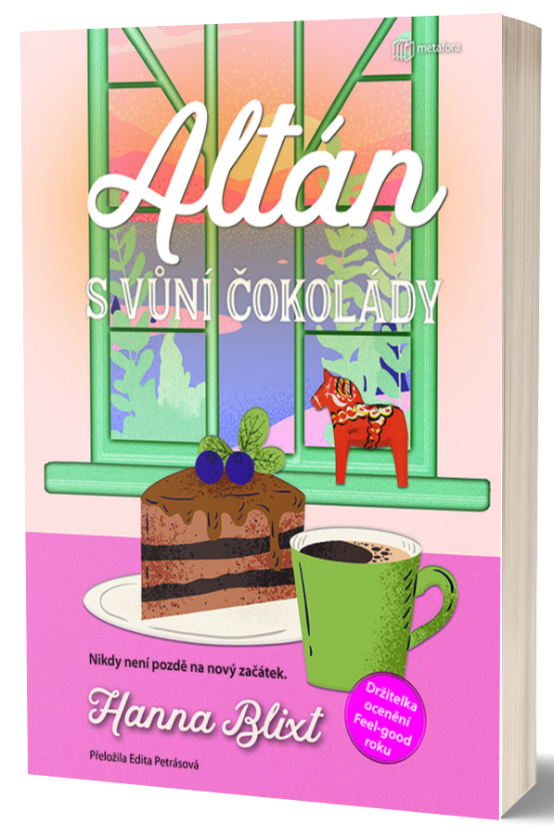 metafora
Altán
S VŮNÍ ČOKOLÁDY
Nikdy není pozdě na nový začátek.
Hanna Blixt
Držitelka
ocenění
Feel-good
roku
Přeložila Edita Petrásová